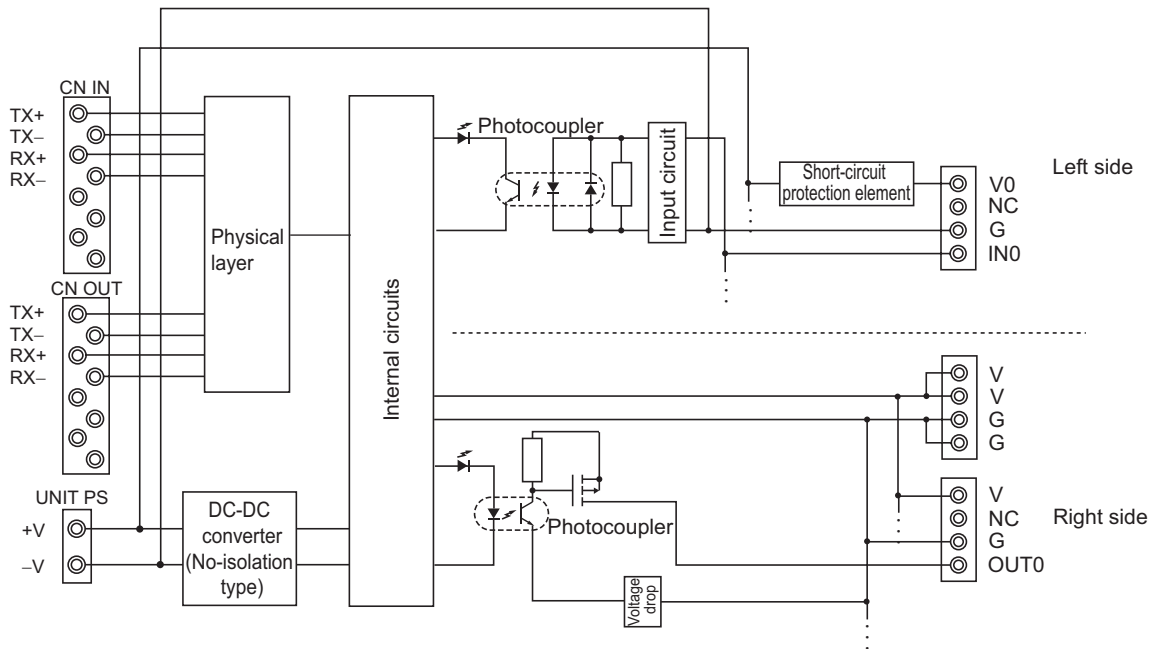 CN IN
TX+
TX−
RX+
RX−
CN OUT
TX+
TX−
RX+
RX−
UNIT PS
+V
−V
Physical
layer
DC-DC
converter
(No-isolation
type)
Internal circuits
Photocoupler
Input circuit
Short-circuit
protection element
V0
NC
G
IN0
Left side
V
V
G
G
Photocoupler
Voltage
drop
V
NC
G
OUT0
Right side